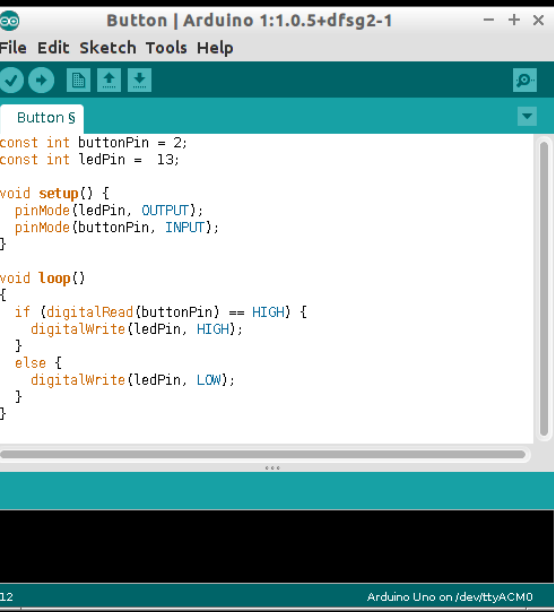 Button | Arduino 1:1.0.5+dfsg2-1
File Edit Sketch Tools Help
Button §
const int buttonPin = 2;
const int ledPin =  13;
void setup() {
  pinMode(ledPin, OUTPUT);
  pinMode(buttonPin, INPUT);
}
void loop()
{
  if (digitalRead(buttonPin) == HIGH) {
    digitalWrite(ledPin, HIGH);
  }
  else {
    digitalWrite(ledPin, LOW);
  }
}
12 Arduino Uno on /dev/ttyACM0